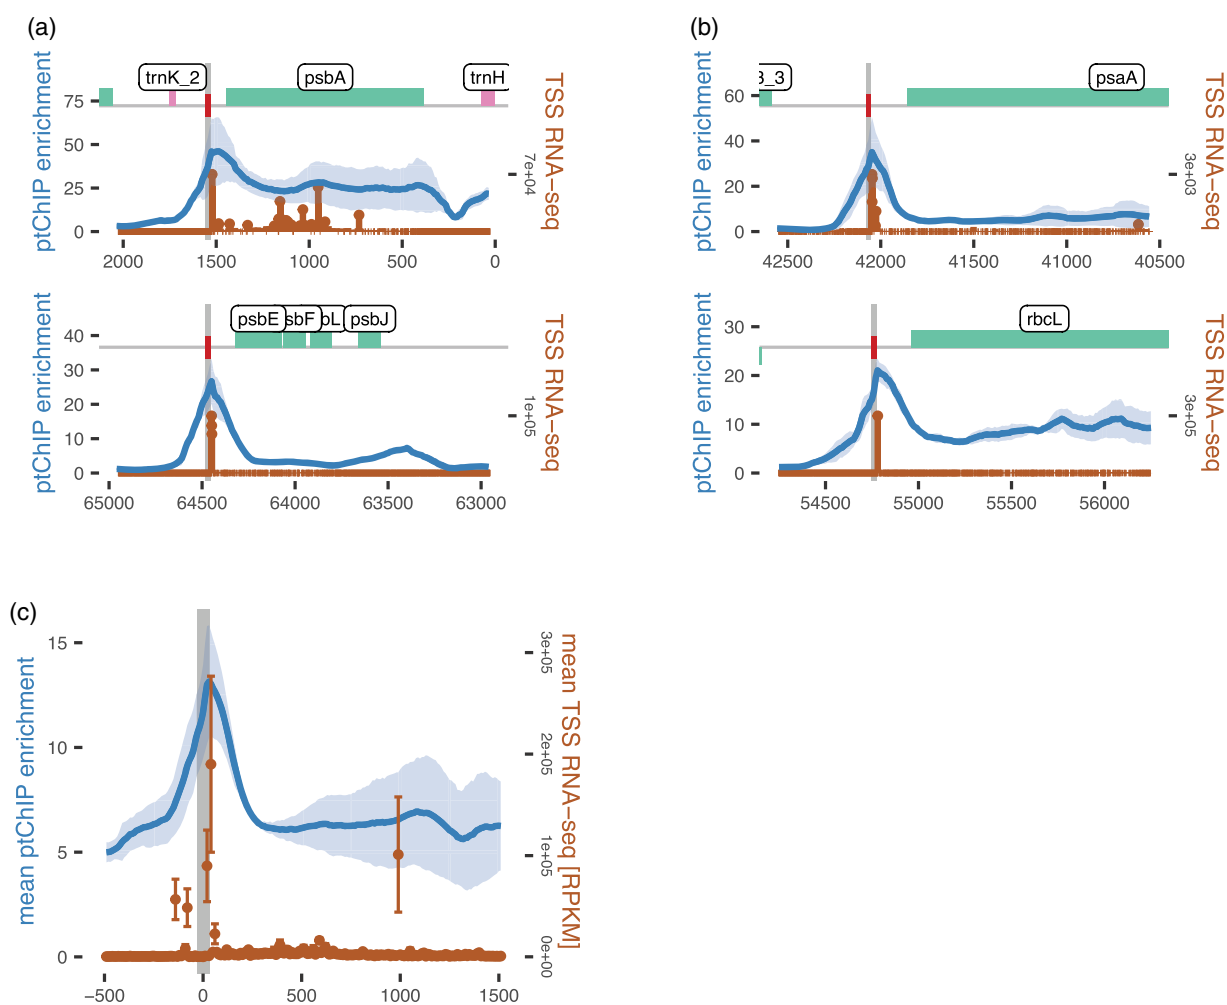 (a)
trnK_2
psbA
trnH
ptChIP enrichment
75
50
25
0
7e+04
TSS RNA−seq
2000
1500
1000
500
0
psbE
sbF
bL
psbJ
ptChIP enrichment
40
30
20
10
0
1e+05
TSS RNA−seq
65000
64500
64000
63500
63000
(b)
_3
psaA
ptChIP enrichment
60
40
20
0
3e+03
TSS RNA−seq
42500
42000
41500
41000
40500
rbcL
ptChIP enrichment
30
20
10
0
3e+05
TSS RNA−seq
54500
55000
55500
56000
(c)
mean ptChIP enrichment
15
10
5
0
3e+05
2e+05
1e+05
0e+00
mean TSS RNA−seq [RPKM]
−500
0
500
1000
1500